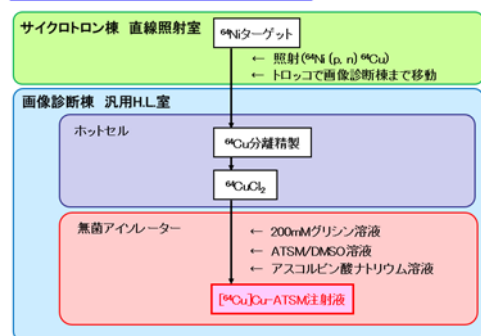 サイクロトロン棟 直線照射室
⁶⁴Niターゲット
← 照射(⁶⁴Ni (p, n) ⁶⁴Cu)
← トロッコで画像診断棟まで移動
画像診断棟 汎用H.L.室
ホットセル
⁶⁴Cu分離精製
⁶⁴CuCl₂
無菌アイソレーター
← 200mMグリシン溶液
← ATSM/DMSO溶液
← アスコルビン酸ナトリウム溶液
[⁶⁴Cu]Cu-ATSM注射液